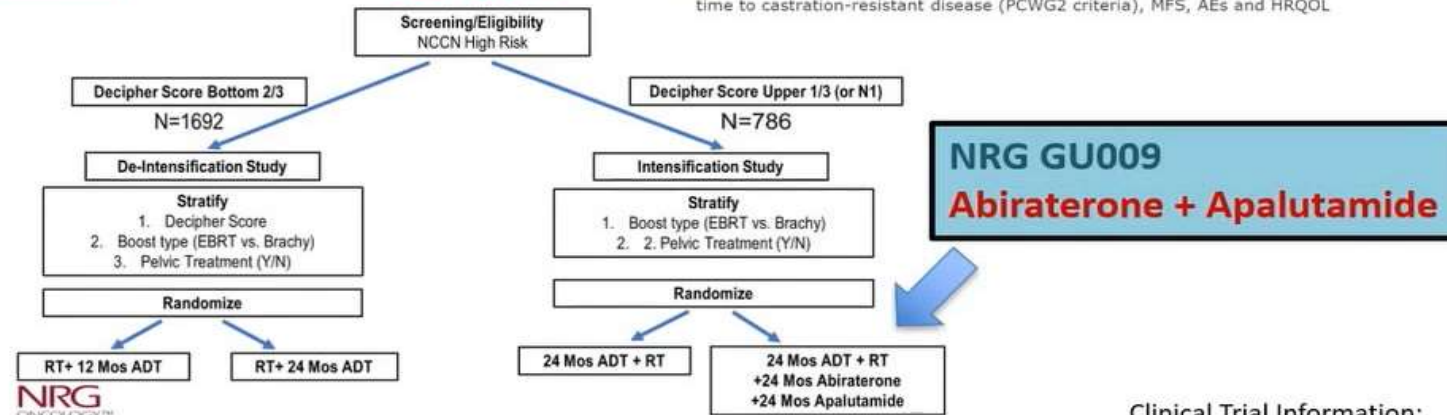 time to castration-resistant disease (PCWG2 criteria), MFS, AEs and HRQOL
Screening/Eligibility
NCCN High Risk
Decipher Score Bottom 2/3
N=1692
Decipher Score Upper 1/3 (or N1)
N=786
De-Intensification Study
Intensification Study
Stratify
1. Decipher Score
2. Boost type (EBRT vs. Brachy)
3. Pelvic Treatment (Y/N)
Stratify
1. Boost type (EBRT vs. Brachy)
2. 2. Pelvic Treatment (Y/N)
NRG GU009
Abiraterone + Apalutamide
Randomize
Randomize
RT+ 12 Mos ADT
RT+ 24 Mos ADT
24 Mos ADT + RT
24 Mos ADT + RT
+24 Mos Abiraterone
+24 Mos Apalutamide
NRG
ONCOLOGY™
Clinical Trial Information: